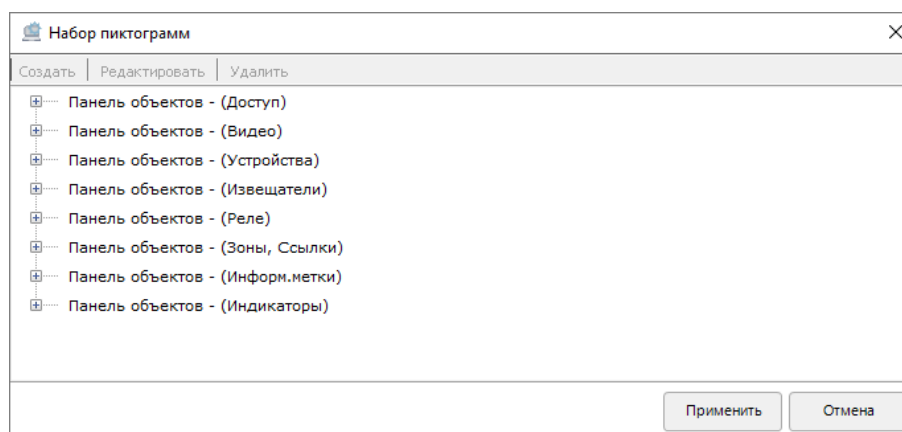 Набор пиктограмм
Создать Редактировать Удалить
Панель объектов - (Доступ)
Панель объектов - (Видео)
Панель объектов - (Устройства)
Панель объектов - (Извещатели)
Панель объектов - (Реле)
Панель объектов - (Зоны, Ссылки)
Панель объектов - (Информ.метки)
Панель объектов - (Индикаторы)
Применить Отмена